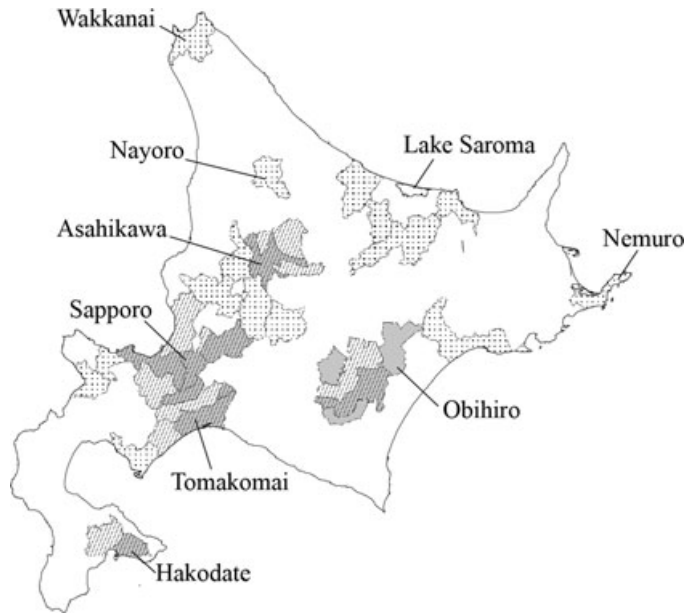 Wakkanai
Nayoro
Lake Saroma
Asahikawa
Nemuro
Sapporo
Obihiro
Tomakomai
Hakodate